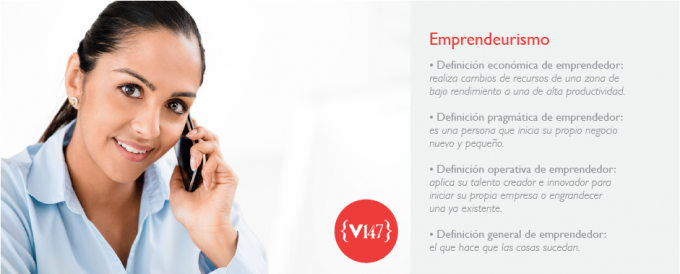 Emprendeurismo
• Definición económica de emprendedor:
realiza cambios de recursos de una zona de
bajo rendimiento a una de alta productividad.
• Definición pragmática de emprendedor:
es una persona que inicia su propio negocio
nuevo y pequeño.
• Definición operativa de emprendedor:
aplica su talento creador e innovador para
iniciar su propia empresa o engrandecer
una ya existente.
• Definición general de emprendedor:
el que hace que las cosas sucedan.
{V147}